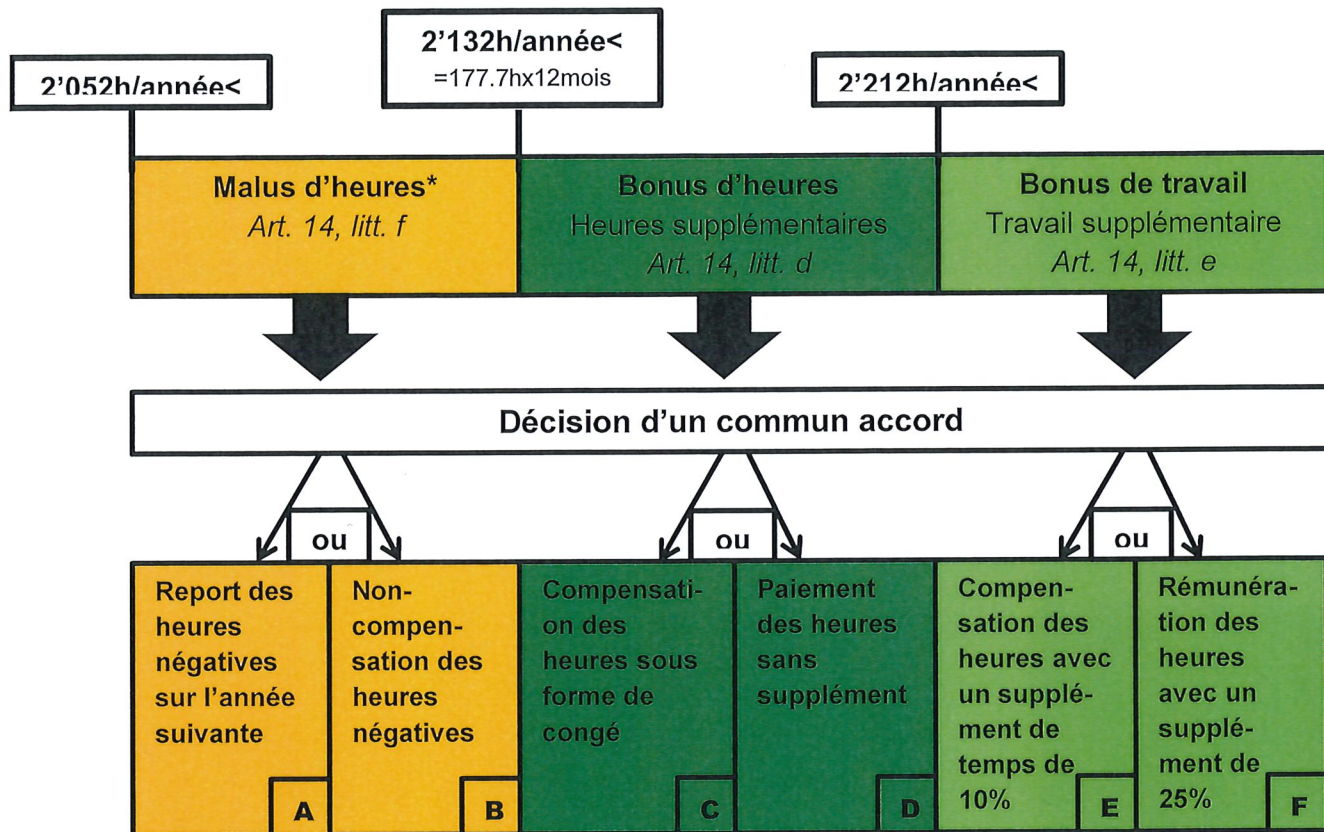 2’052h/année<
2’132h/année<
=177.7hx12mois
2’212h/année<
Malus d’heures*
Art. 14, litt. f
Bonus d’heures
Heures supplémentaires
Art. 14, litt. d
Bonus de travail
Travail supplémentaire
Art. 14, litt. e
Décision d’un commun accord
ou
ou
ou
Report des
heures
négatives
sur l’année
suivante
A
Non-
compen-
sation des
heures
négatives
B
Compensati-
on des
heures sous
forme de
congé
C
Paiement
des heures
sans
supplément
D
Compen-
sation des
heures avec
un supplé-
ment de
temps de
10%
E
Rémunéra-
tion des
heures
avec un
supplé-
ment de
25%
F